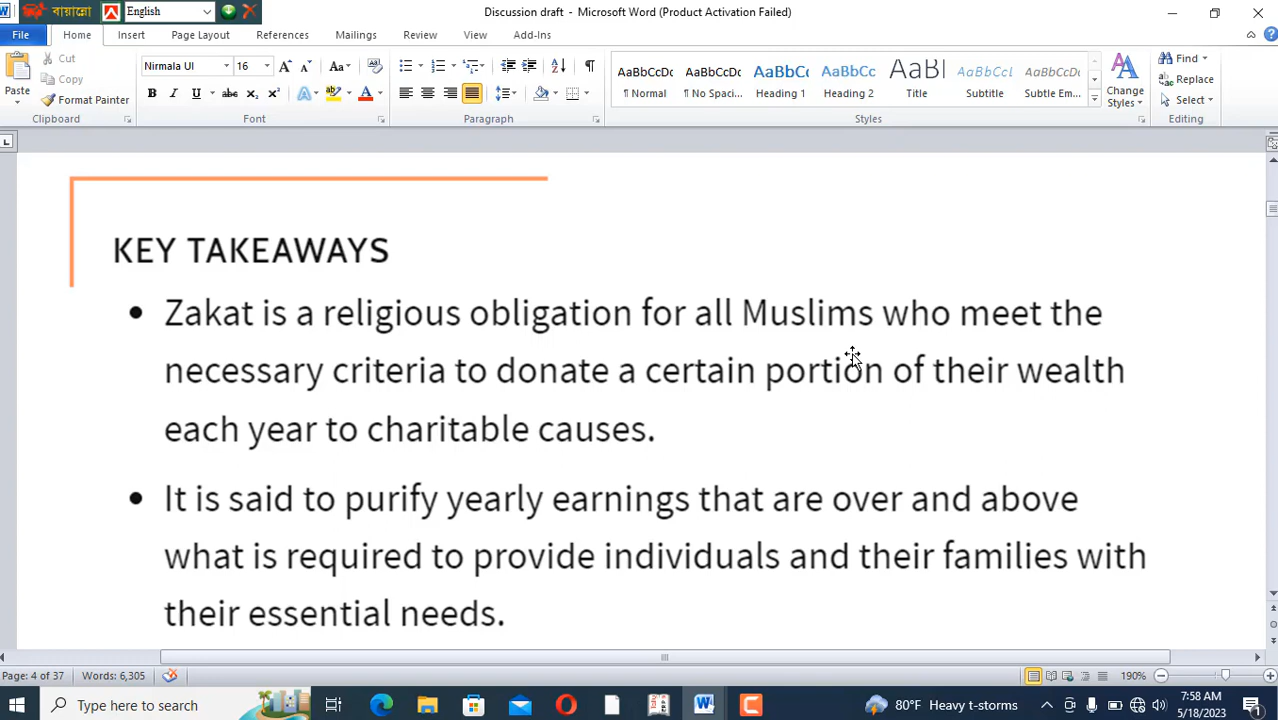 বায়ান্নো English Discussion draft - Microsoft Word (Product Activation Failed)
File Home Insert Page Layout References Mailings Review View Add-Ins
Cut
Copy
Format Painter
Paste
Clipboard
Nirmala UI 16
Font
Paragraph
AaBbCcDc AaBbCcDc AaBbCc AaBbCc AaBl AaBbCcL AaBbCcDc
¶ Normal ¶ No Spaci... Heading 1 Heading 2 Title Subtitle Subtle Em...
Change Styles
Styles
Find
Replace
Select
Editing
KEY TAKEAWAYS
• Zakat is a religious obligation for all Muslims who meet the
necessary criteria to donate a certain portion of their wealth
each year to charitable causes.
• It is said to purify yearly earnings that are over and above
what is required to provide individuals and their families with
their essential needs.
Page: 4 of 37 Words: 6,305 190%
Type here to search 80°F Heavy t-storms 7:58 AM
5/18/2023